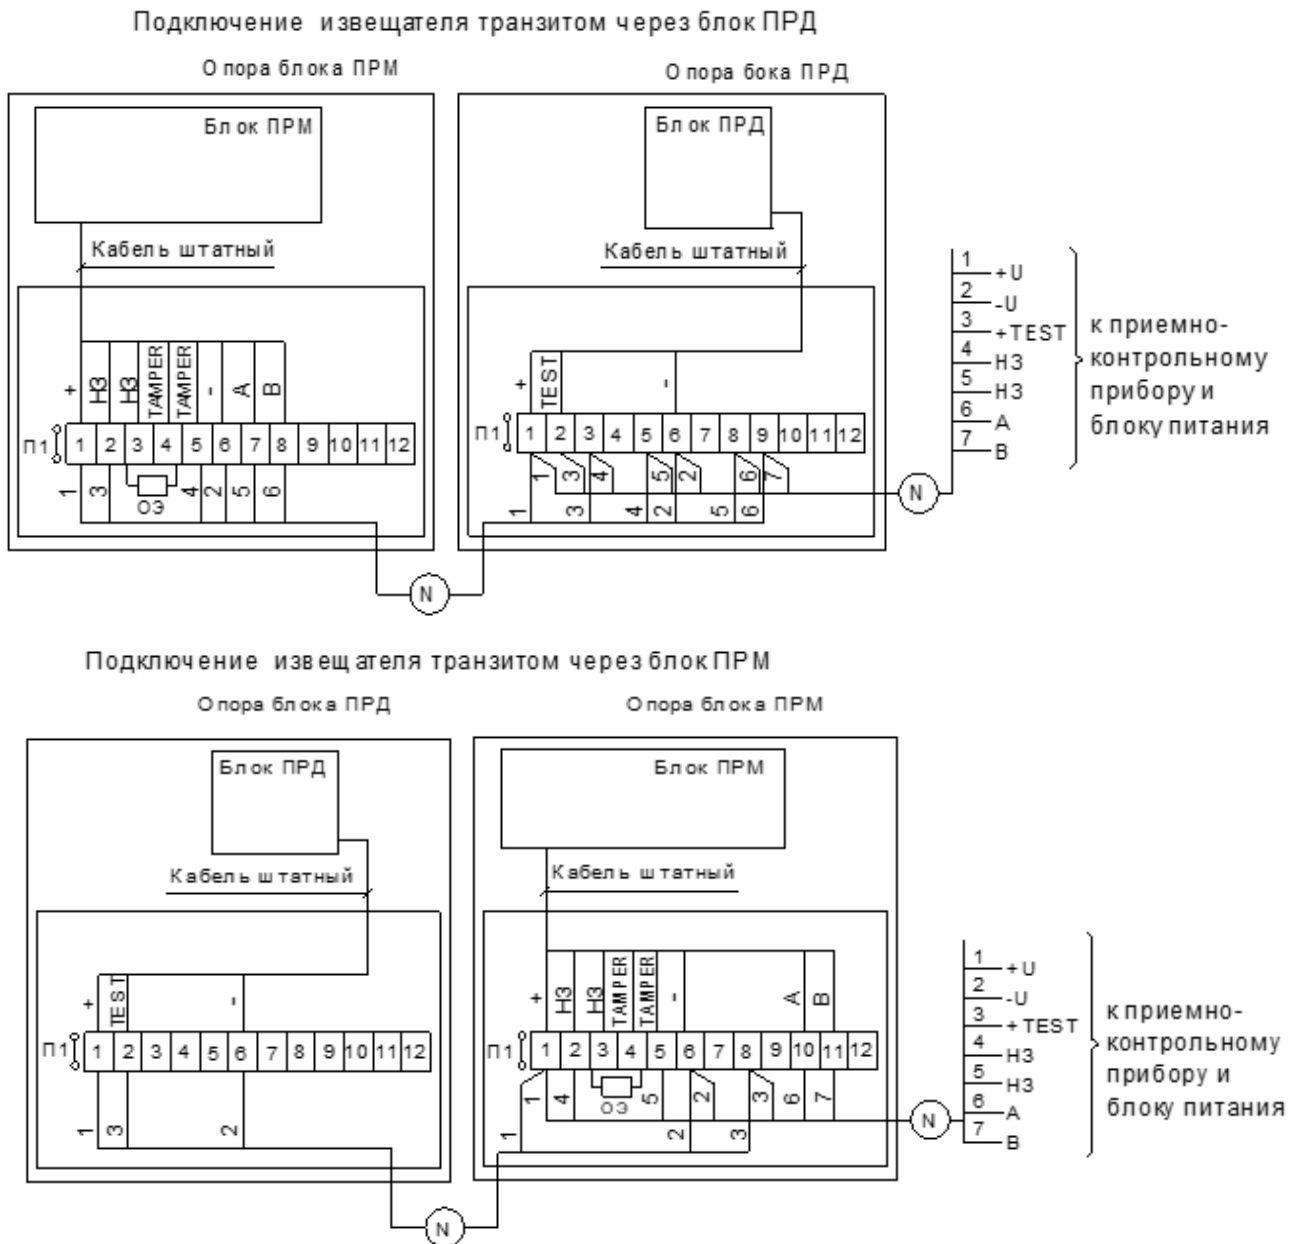 Подключение извещателя транзитом через блок ПРД
Опора блока ПРМ
Опора бока ПРД
Блок ПРМ
Блок ПРД
Кабель штатный
Кабель штатный
+ НЗ НЗ TAMPER TAMPER - A B
П1 1 2 3 4 5 6 7 8 9 10 11 12
1 3 ОЭ 4 2 5 6
+ TEST -
П1 1 2 3 4 5 6 7 8 9 10 11 12
1 3 4 5 2 6 7
1 3 4 2 5 6
N
N
1 +U
2 -U
3 +TEST
4 НЗ
5 НЗ
6 A
7 B
к приемно-
контрольному
прибору и
блоку питания
Подключение извещателя транзитом через блок ПРМ
Опора блока ПРД
Опора блока ПРМ
Блок ПРД
Блок ПРМ
Кабель штатный
Кабель штатный
+ TEST -
П1 1 2 3 4 5 6 7 8 9 10 11 12
1 3 2
+ НЗ НЗ TAMPER TAMPER - A B
П1 1 2 3 4 5 6 7 8 9 10 11 12
1 4 ОЭ 5 2 3 6 7
1 2 3
N
N
1 +U
2 -U
3 +TEST
4 НЗ
5 НЗ
6 A
7 B
к приемно-
контрольному
прибору и
блоку питания